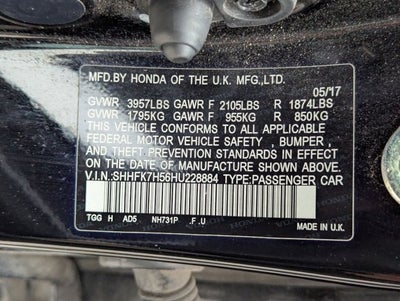 MFD.BY HONDA OF THE U.K. MFG.,LTD.
05/17
GVWR 3957LBS GAWR F 2105LBS R 1874LBS
GVWR 1795KG GAWR F 955KG R 850KG
THIS VEHICLE CONFORMS TO ALL APPLICABLE
FEDERAL MOTOR VEHICLE SAFETY , BUMPER ,
AND THEFT PREVENTION STANDARDS IN EFFECT
ON THE DATE OF MANUFACTURE SHOWN ABOVE.
V.I.N.:SHHFK7H56HU228884 TYPE:PASSENGER CAR
TGG H AD5 NH731P .F .U MADE IN U.K.